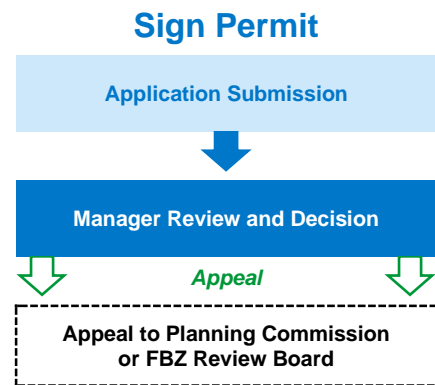 Sign Permit
Application Submission
Manager Review and Decision
Appeal
Appeal to Planning Commission
or FBZ Review Board